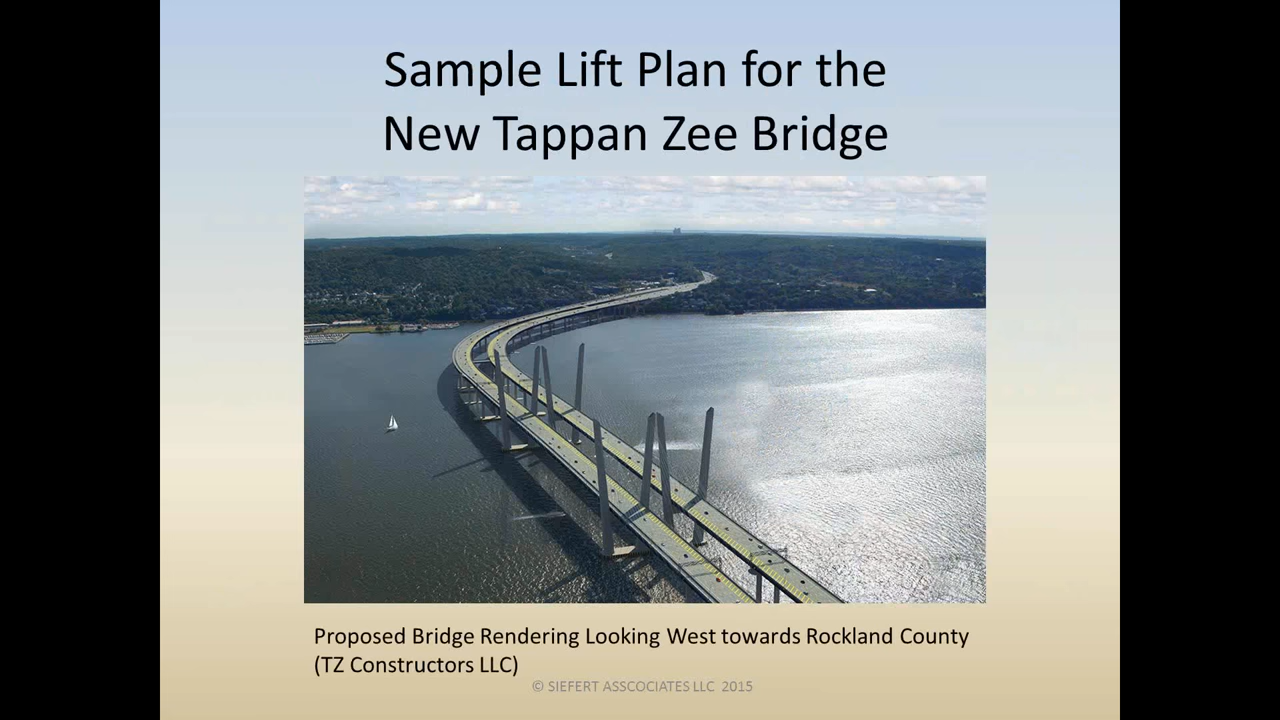 Sample Lift Plan for the
New Tappan Zee Bridge
Proposed Bridge Rendering Looking West towards Rockland County
(TZ Constructors LLC)
© SIEFERT ASSCOCIATES LLC 2015